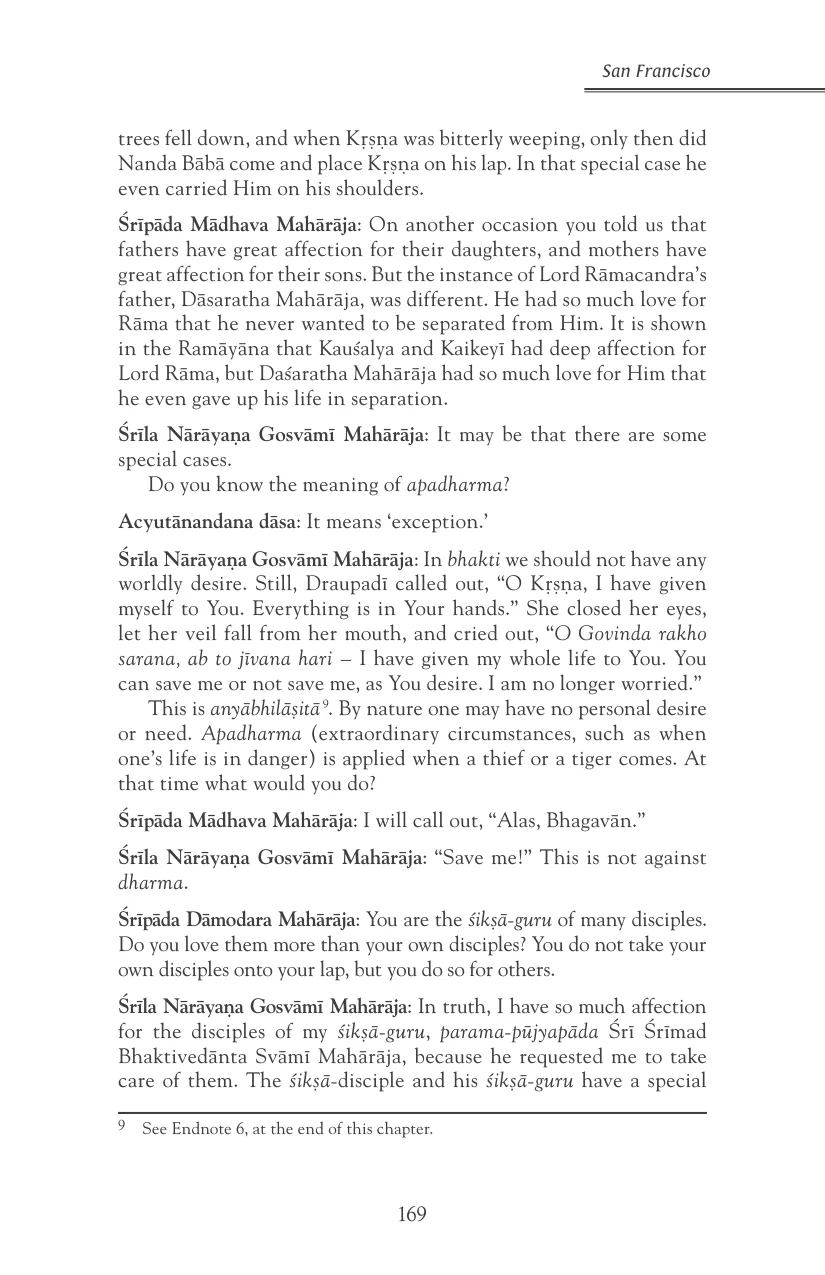 San Francisco
trees fell down, and when Kṛṣṇa was bitterly weeping, only then did
Nanda Bābā come and place Kṛṣṇa on his lap. In that special case he
even carried Him on his shoulders.
Śrīpāda Mādhava Mahārāja: On another occasion you told us that
fathers have great affection for their daughters, and mothers have
great affection for their sons. But the instance of Lord Rāmacandra’s
father, Dāsaratha Mahārāja, was different. He had so much love for
Rāma that he never wanted to be separated from Him. It is shown
in the Ramāyāna that Kauśalya and Kaikeyī had deep affection for
Lord Rāma, but Daśaratha Mahārāja had so much love for Him that
he even gave up his life in separation.
Śrīla Nārāyaṇa Gosvāmī Mahārāja: It may be that there are some
special cases.
Do you know the meaning of apadharma?
Acyutānandana dāsa: It means ‘exception.’
Śrīla Nārāyaṇa Gosvāmī Mahārāja: In bhakti we should not have any
worldly desire. Still, Draupadī called out, “O Kṛṣṇa, I have given
myself to You. Everything is in Your hands.” She closed her eyes,
let her veil fall from her mouth, and cried out, “O Govinda rakho
sarana, ab to jīvana hari – I have given my whole life to You. You
can save me or not save me, as You desire. I am no longer worried.”
This is anyābhilāṣitā⁹. By nature one may have no personal desire
or need. Apadharma (extraordinary circumstances, such as when
one’s life is in danger) is applied when a thief or a tiger comes. At
that time what would you do?
Śrīpāda Mādhava Mahārāja: I will call out, “Alas, Bhagavān.”
Śrīla Nārāyaṇa Gosvāmī Mahārāja: “Save me!” This is not against
dharma.
Śrīpāda Dāmodara Mahārāja: You are the śikṣā-guru of many disciples.
Do you love them more than your own disciples? You do not take your
own disciples onto your lap, but you do so for others.
Śrīla Nārāyaṇa Gosvāmī Mahārāja: In truth, I have so much affection
for the disciples of my śikṣā-guru, parama-pūjyapāda Śrī Śrīmad
Bhaktivedānta Svāmī Mahārāja, because he requested me to take
care of them. The śikṣā-disciple and his śikṣā-guru have a special
9 See Endnote 6, at the end of this chapter.
169